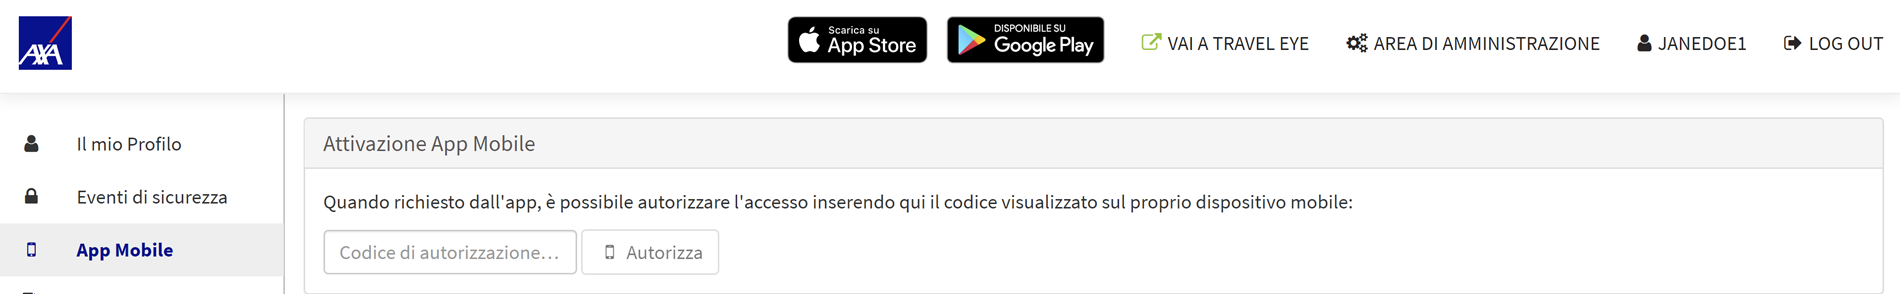 AXA
Scarica su
App Store
DISPONIBILE SU
Google Play
VAI A TRAVEL EYE
AREA DI AMMINISTRAZIONE
JANEDOE1
LOG OUT
Il mio Profilo
Eventi di sicurezza
App Mobile
Attivazione App Mobile
Quando richiesto dall'app, è possibile autorizzare l'accesso inserendo qui il codice visualizzato sul proprio dispositivo mobile:
Codice di autorizzazione...
Autorizza